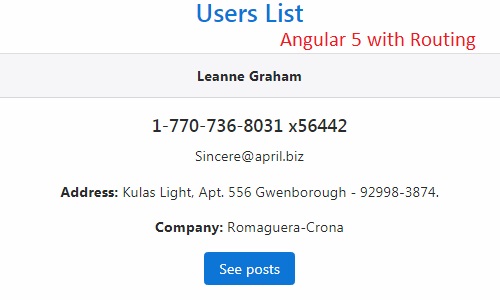 Users List
Angular 5 with Routing
Leanne Graham
1-770-736-8031 x56442
Sincere@april.biz
Address: Kulas Light, Apt. 556 Gwenborough - 92998-3874.
Company: Romaguera-Crona
See posts